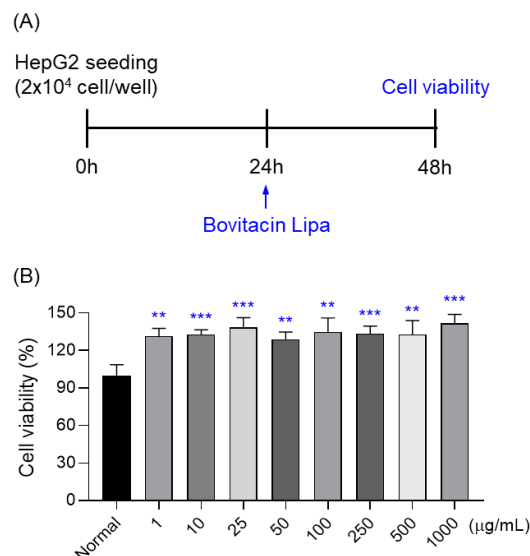 (A)
HepG2 seeding
(2x10⁴ cell/well)
Cell viability
0h
24h
48h
Bovitacin Lipa
(B)
Cell viability (%)
150
120
90
60
30
0
** *** *** ** ** *** ** ***
Normal 1 10 25 50 100 250 500 1000 (μg/mL)